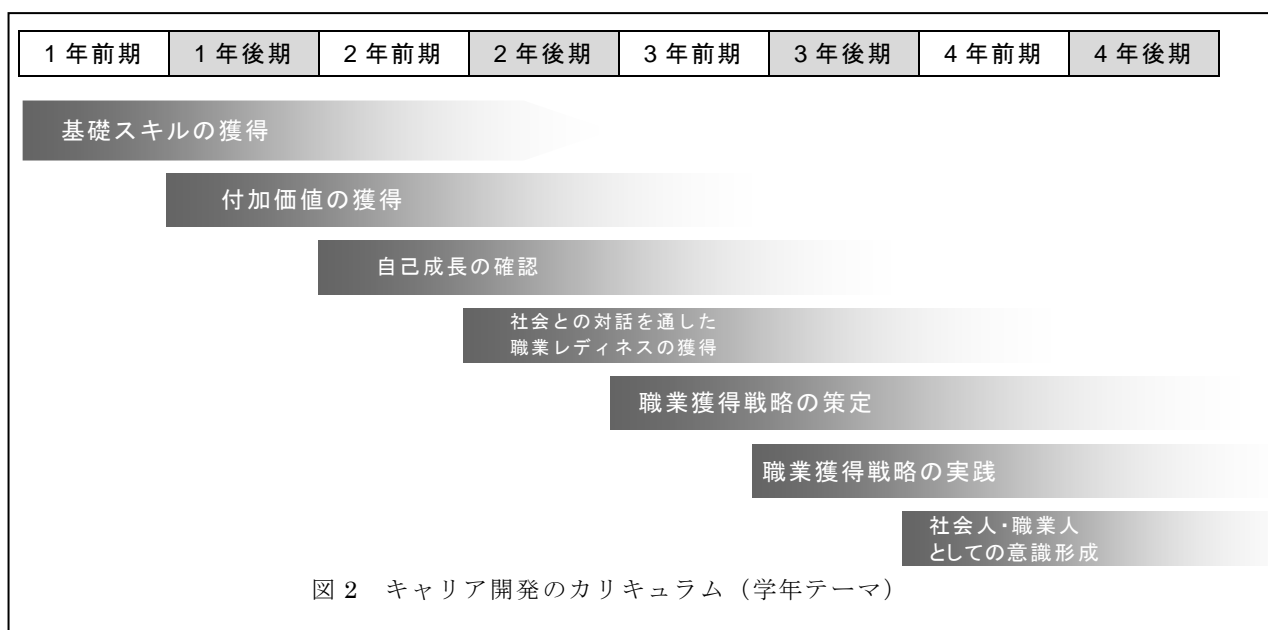 1年前期 1年後期 2年前期 2年後期 3年前期 3年後期 4年前期 4年後期
基礎スキルの獲得
付加価値の獲得
自己成長の確認
社会との対話を通した
職業レディネスの獲得
職業獲得戦略の策定
職業獲得戦略の実践
社会人・職業人
としての意識形成
図2 キャリア開発のカリキュラム（学年テーマ）